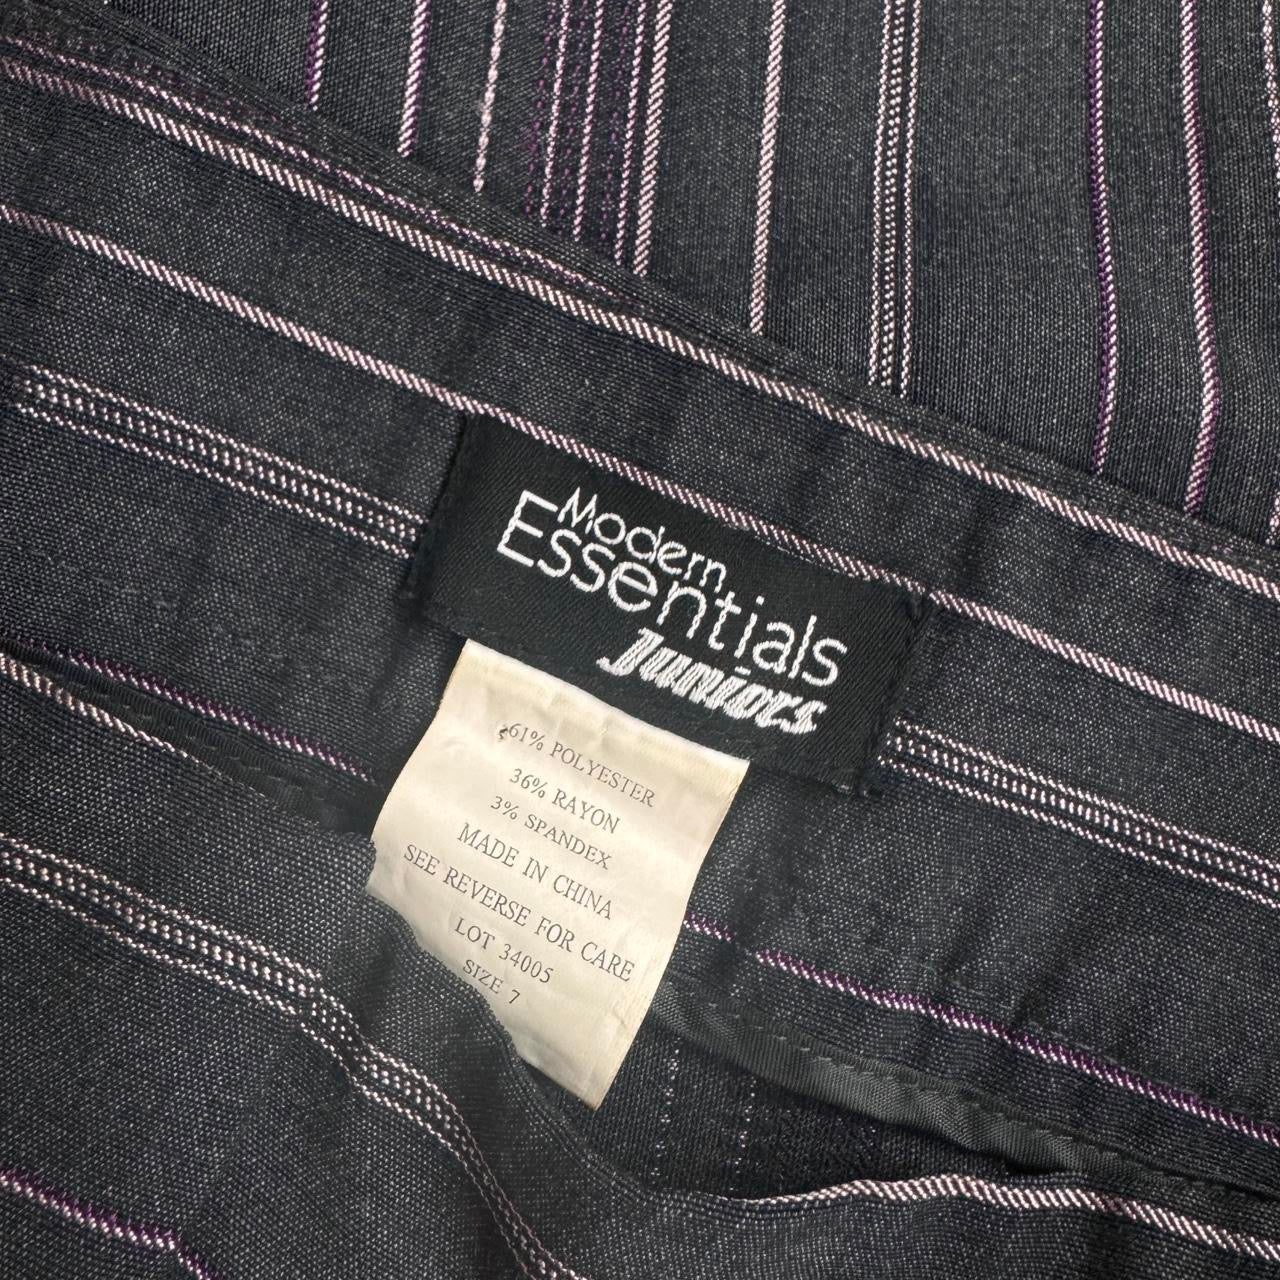 Modern
Essentials
Juniors
61% POLYESTER
36% RAYON
3% SPANDEX
MADE IN CHINA
SEE REVERSE FOR CARE
LOT 34005
SIZE 7